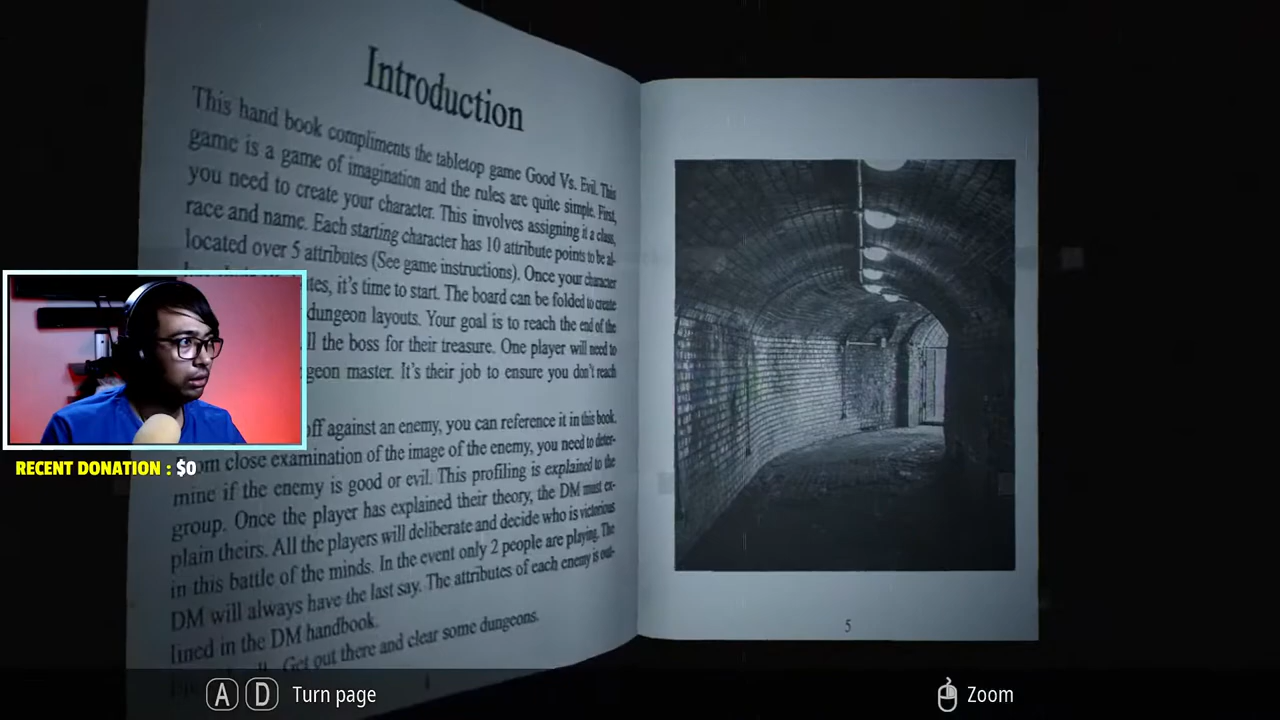 Introduction
This hand book compliments the tabletop game Good Vs. Evil. This
game is a game of imagination and the rules are quite simple. First,
you need to create your character. This involves assigning it a class,
race and name. Each starting character has 10 attribute points to be al-
located over 5 attributes (See game instructions). Once your character
it's time to start. The board can be folded to create
dungeon layouts. Your goal is to reach the end of the
the boss for their treasure. One player will need to
master. It's their job to ensure you don't reach
off against an enemy, you can reference it in this book.
close examination of the image of the enemy, you need to deter-
mine if the enemy is good or evil. This profiling is explained to the
group. Once the player has explained their theory, the DM must ex-
plain theirs. All the players will deliberate and decide who is victorious
in this battle of the minds. In the event only 2 people are playing. The
DM will always have the last say. The attributes of each enemy is out-
lined in the DM handbook.
Get out there and clear some dungeons.
5
RECENT DONATION : $0
A D Turn page
Zoom